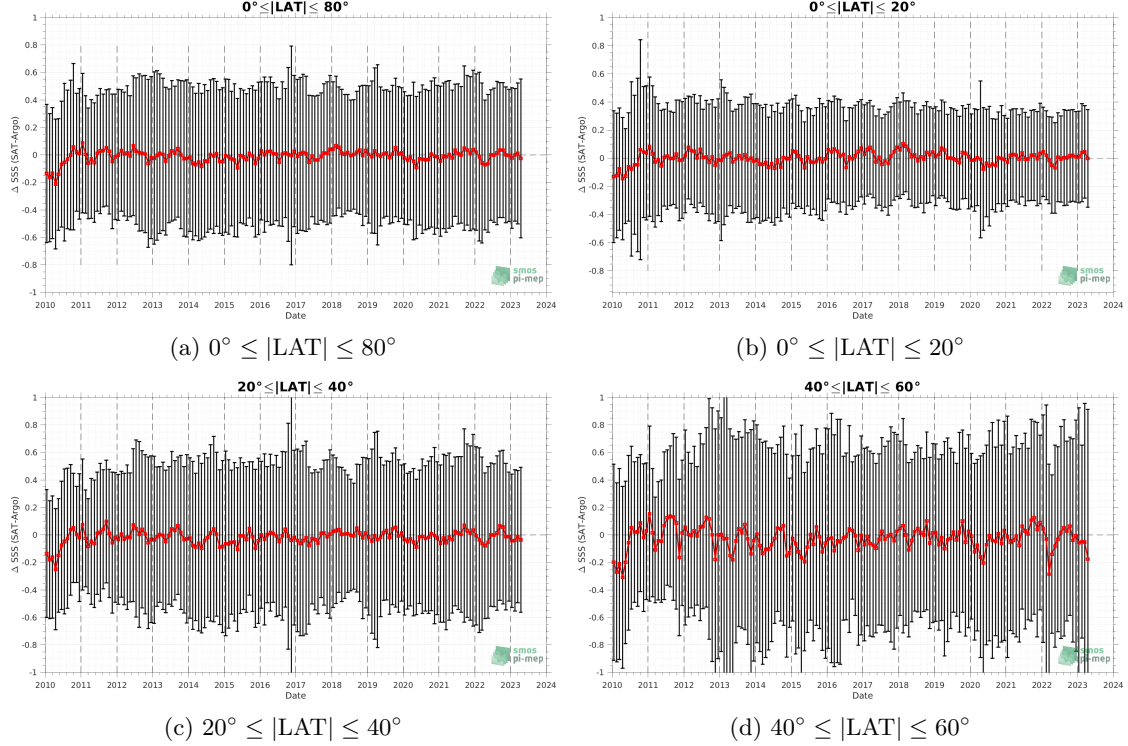 0°≤|LAT|≤ 80°
Δ SSS (SAT-Argo)
1
0.8
0.6
0.4
0.2
0
-0.2
-0.4
-0.6
-0.8
-1
2010 2011 2012 2013 2014 2015 2016 2017 2018 2019 2020 2021 2022 2023 2024
Date
smos
pi-mep
(a) 0° ≤ |LAT| ≤ 80°
0°≤|LAT|≤ 20°
Δ SSS (SAT-Argo)
1
0.8
0.6
0.4
0.2
0
-0.2
-0.4
-0.6
-0.8
2010 2011 2012 2013 2014 2015 2016 2017 2018 2019 2020 2021 2022 2023 2024
Date
smos
pi-mep
(b) 0° ≤ |LAT| ≤ 20°
20°≤|LAT|≤ 40°
Δ SSS (SAT-Argo)
1
0.8
0.6
0.4
0.2
0
-0.2
-0.4
-0.6
-0.8
-1
2010 2011 2012 2013 2014 2015 2016 2017 2018 2019 2020 2021 2022 2023 2024
Date
smos
pi-mep
(c) 20° ≤ |LAT| ≤ 40°
40°≤|LAT|≤ 60°
Δ SSS (SAT-Argo)
1
0.8
0.6
0.4
0.2
0
-0.2
-0.4
-0.6
-0.8
-1
2010 2011 2012 2013 2014 2015 2016 2017 2018 2019 2020 2021 2022 2023 2024
Date
smos
pi-mep
(d) 40° ≤ |LAT| ≤ 60°